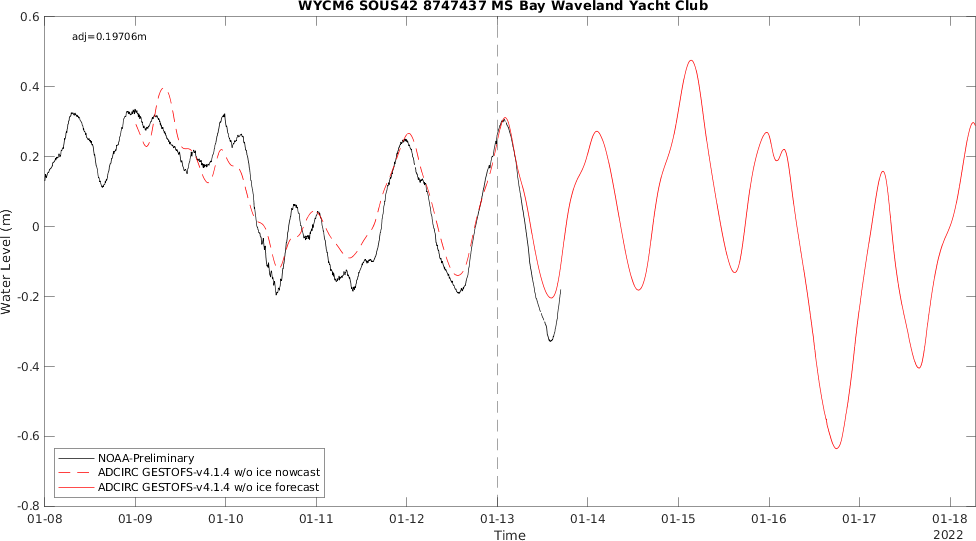 WYCM6 SOUS42 8747437 MS Bay Waveland Yacht Club
adj=0.19706m
0.6
0.4
0.2
0
-0.2
-0.4
-0.6
-0.8
Water Level (m)
NOAA-Preliminary
ADCIRC GESTOFS-v4.1.4 w/o ice nowcast
ADCIRC GESTOFS-v4.1.4 w/o ice forecast
01-08 01-09 01-10 01-11 01-12 01-13 01-14 01-15 01-16 01-17 01-18
Time
2022